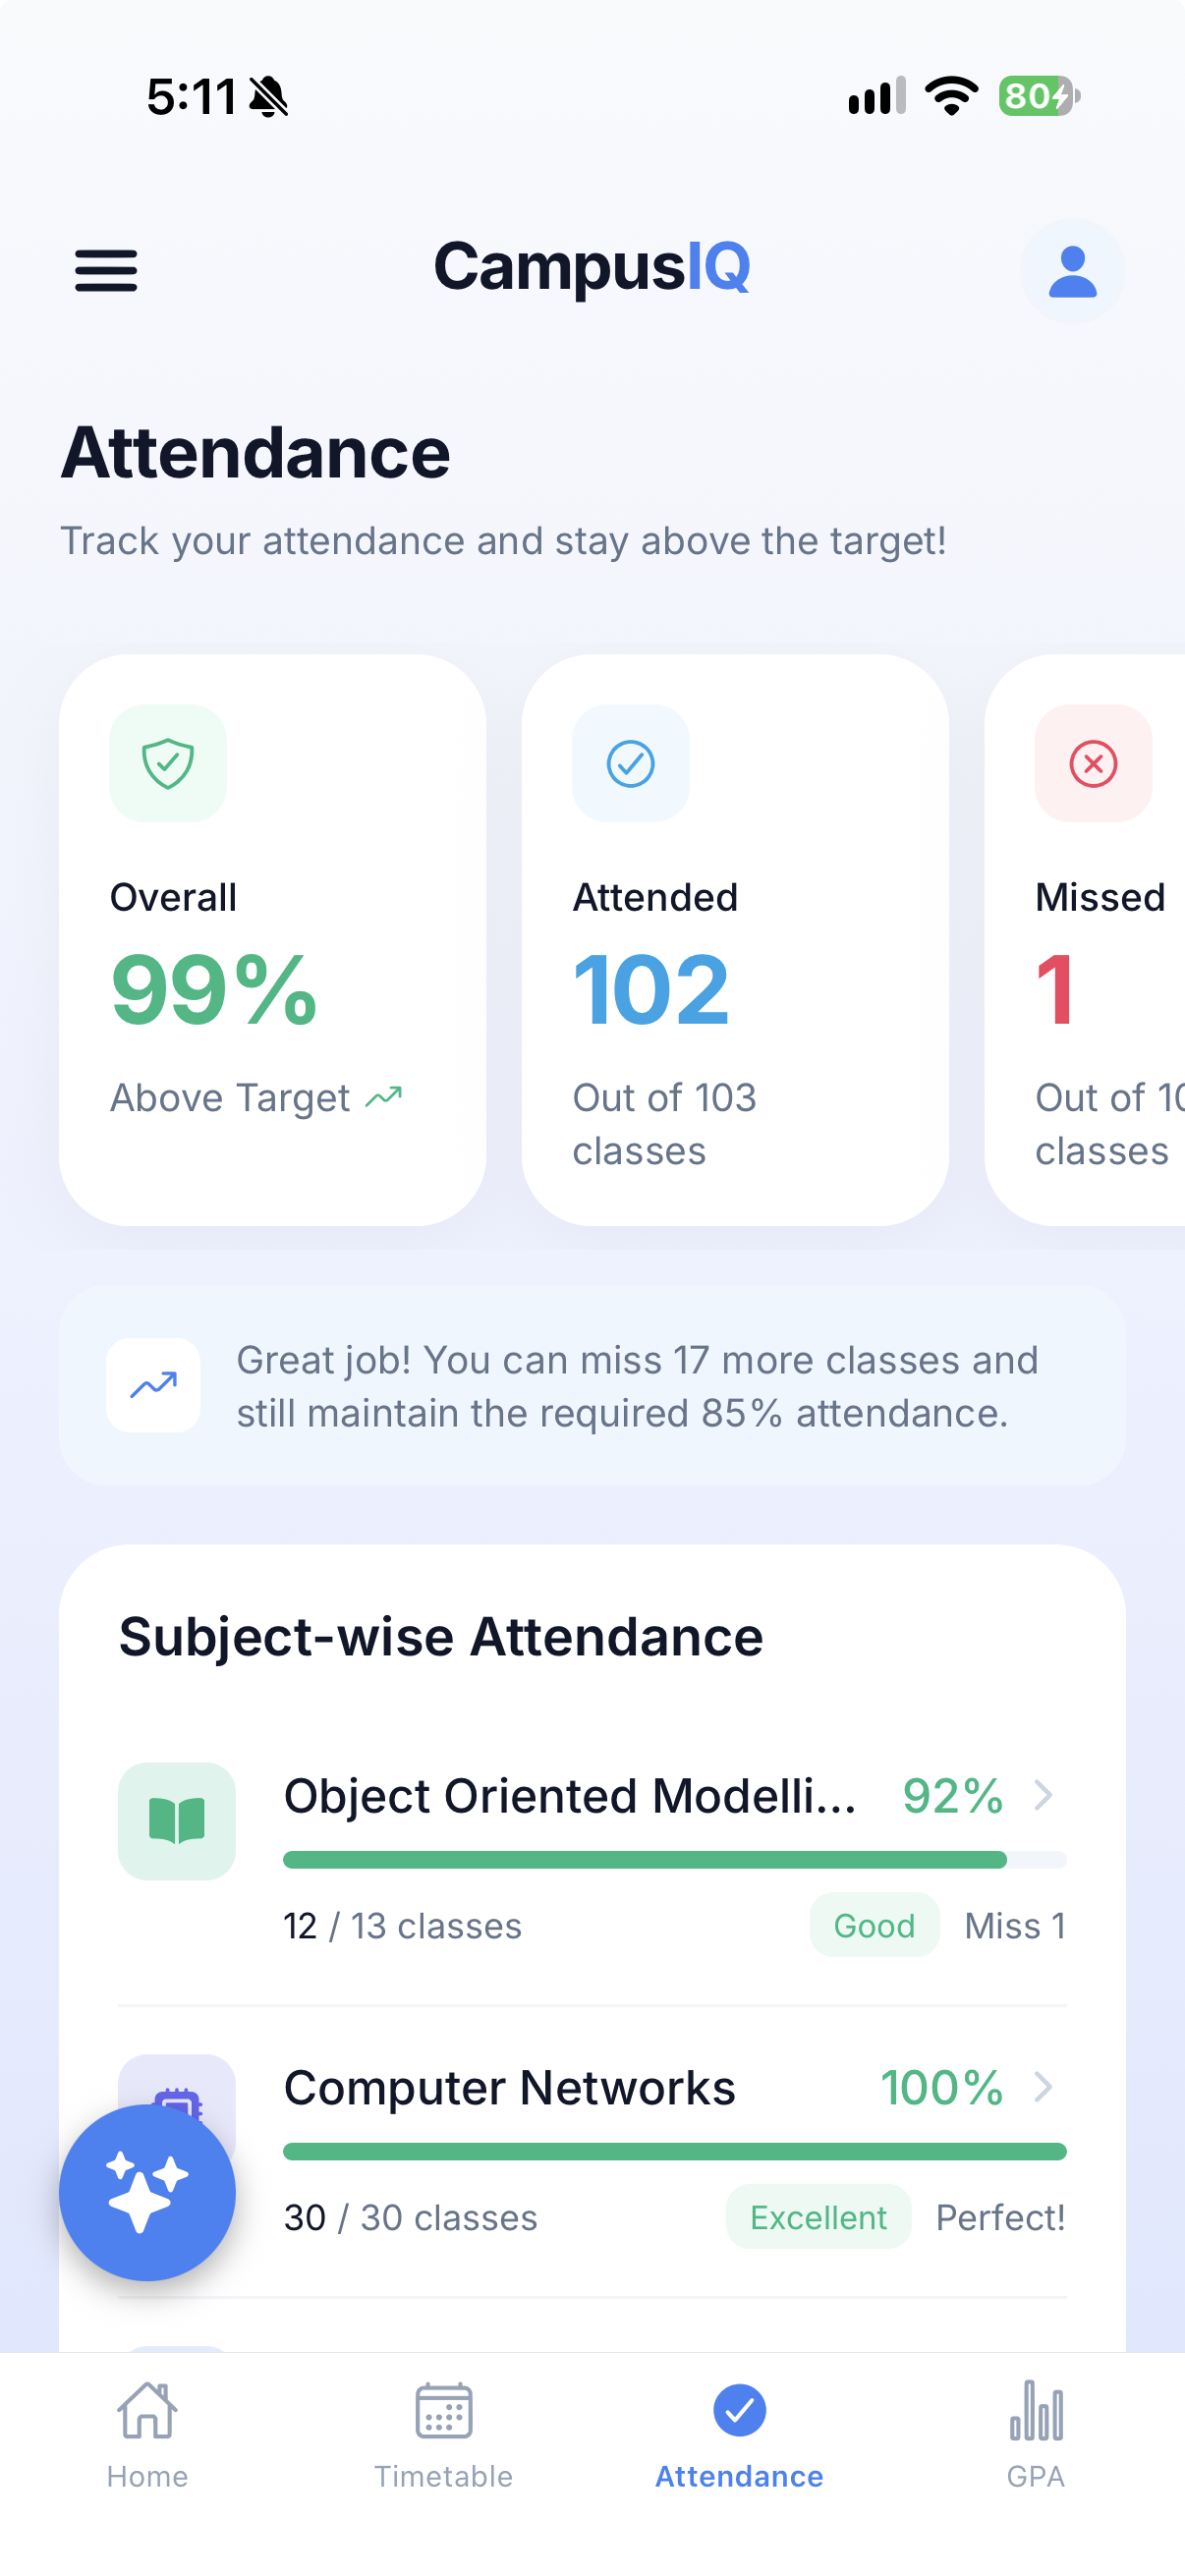 5:11
80
CampusIQ
Attendance
Track your attendance and stay above the target!
Overall
99%
Above Target
Attended
102
Out of 103
classes
Missed
1
Out of 10
classes
Great job! You can miss 17 more classes and
still maintain the required 85% attendance.
Subject-wise Attendance
Object Oriented Modelli... 92%
12 / 13 classes Good Miss 1
Computer Networks 100%
30 / 30 classes Excellent Perfect!
Home Timetable Attendance GPA